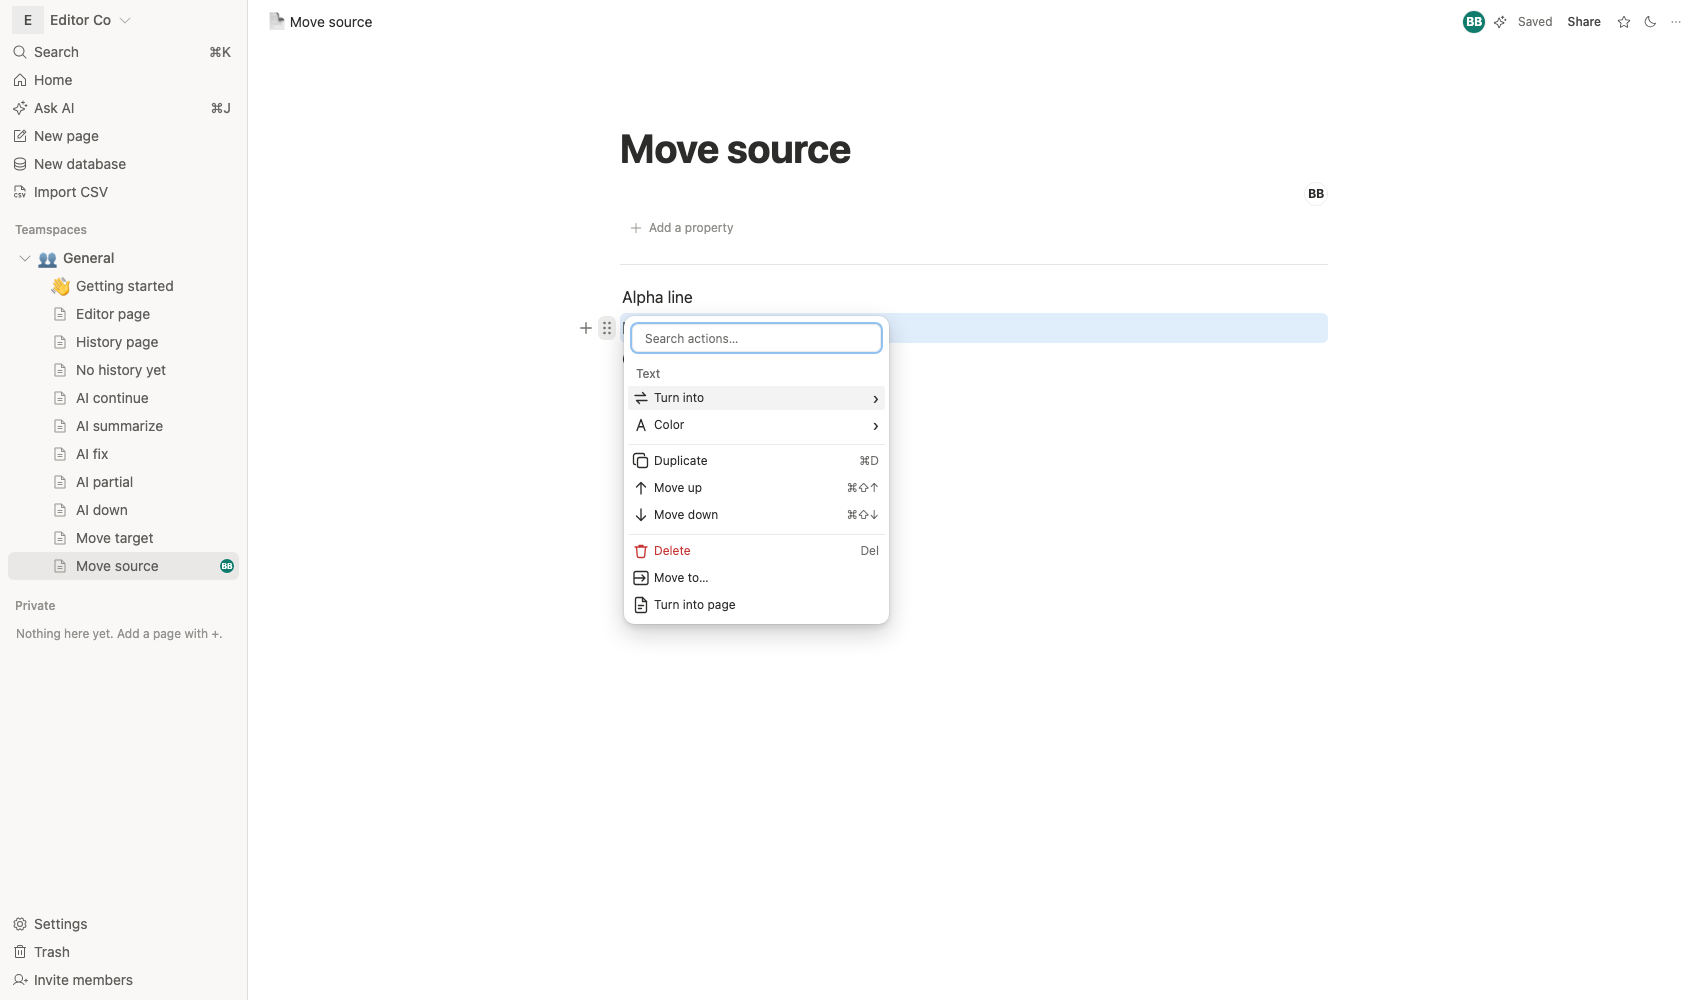 E Editor Co
Search ⌘K
Home
Ask AI ⌘J
New page
New database
Import CSV
Teamspaces
General
Getting started
Editor page
History page
No history yet
AI continue
AI summarize
AI fix
AI partial
AI down
Move target
Move source BB
Private
Nothing here yet. Add a page with +.
Settings
Trash
Invite members
Move source
BB Saved Share
Move source
BB
Add a property
Alpha line
Search actions...
Text
Turn into
Color
Duplicate ⌘D
Move up ⌘⇧↑
Move down ⌘⇧↓
Delete Del
Move to...
Turn into page